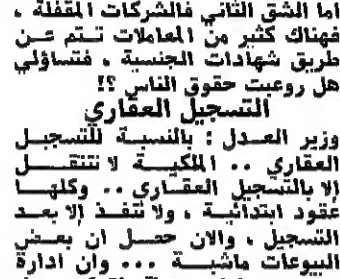 اما الشق الثاني فالشركات المقفلة ،
فهناك كثير من المعاملات تتم عن
طريق شهادات الجنسية ، فتساؤلي
هل روعيت حقوق الناس ؟!
التسجيل العقاري
وزير العدل : بالنسبة للتسجيل
العقاري .. الملكية لا تنتقل
إلا بالتسجيل العقاري .. وكلها
عقود ابتدائية ، ولا تنفذ إلا بعد
التسجيل ، والان حصل ان بعض
البيوعات ماشية ... وان ادارة